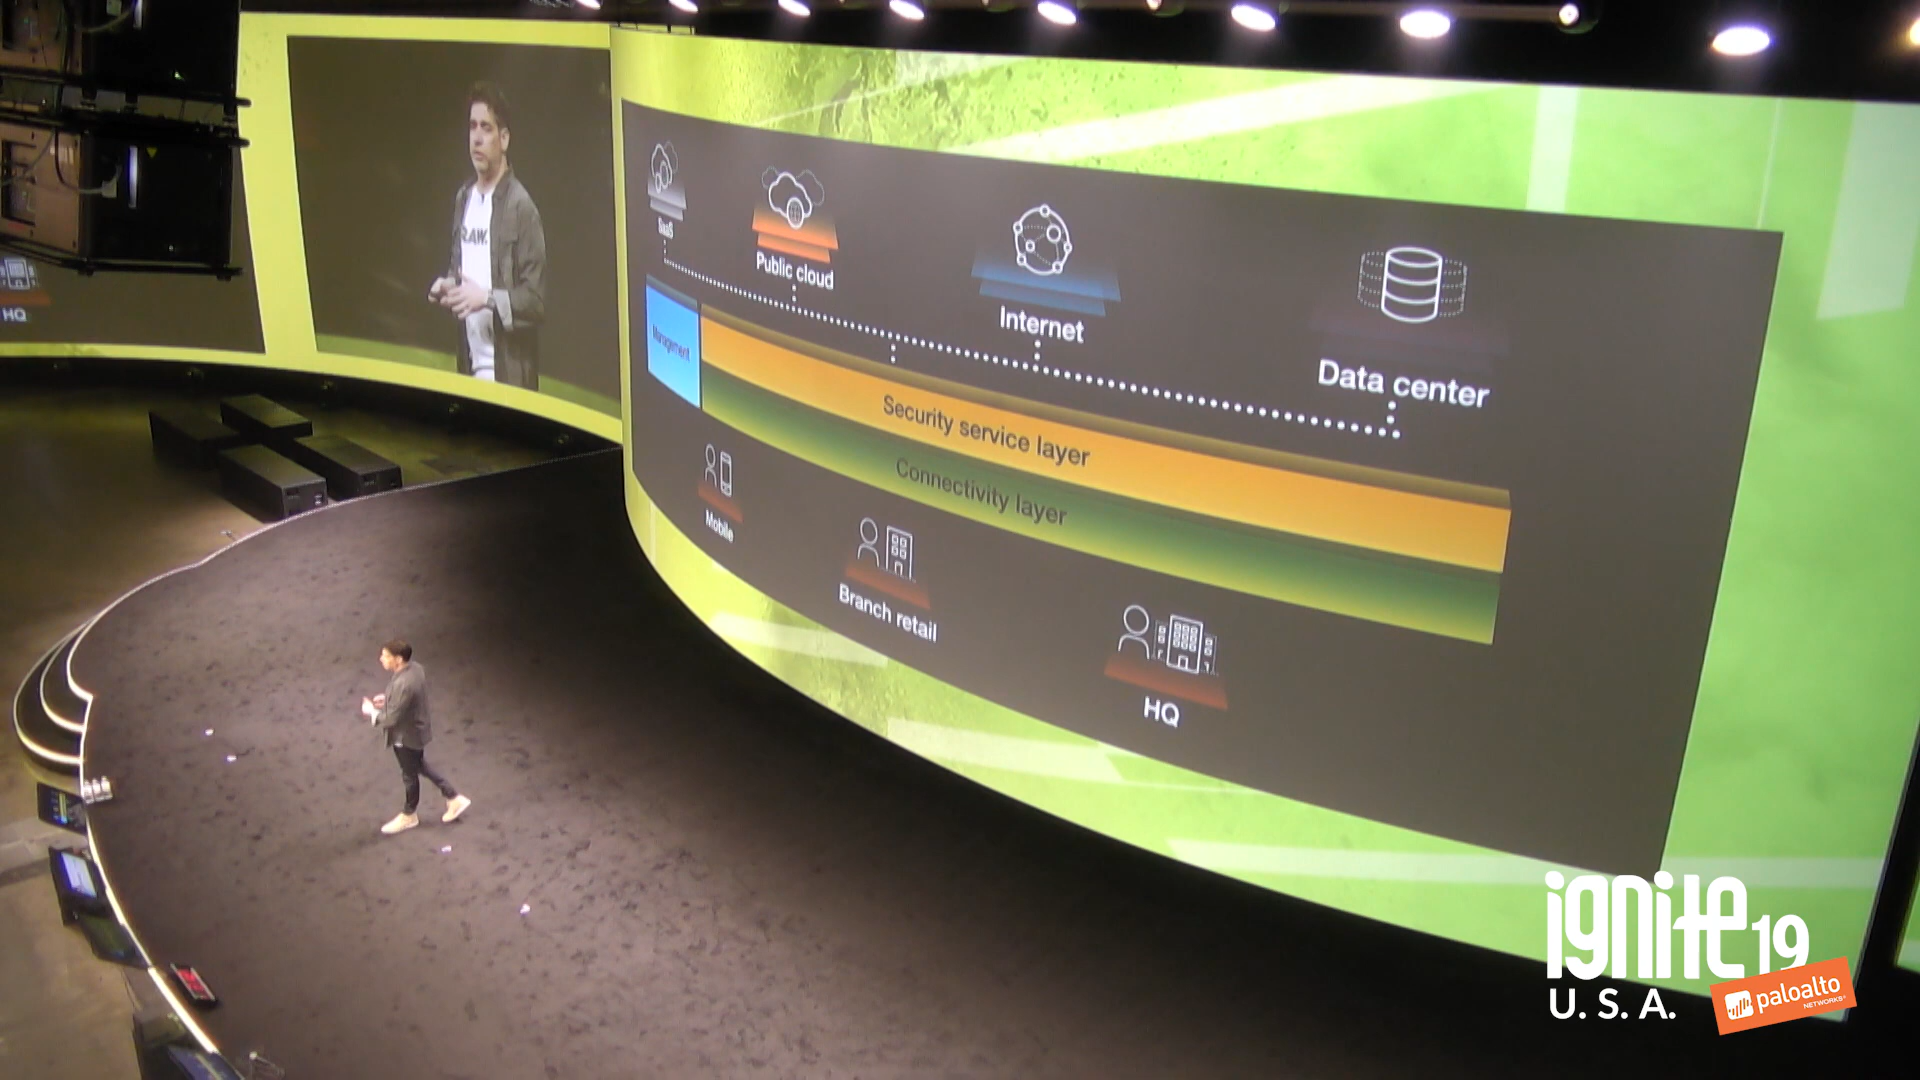 HQ
RAW.
SaaS
Public cloud
Internet
Data center
Management
Security service layer
Connectivity layer
Mobile
Branch retail
HQ
ignite19
U. S. A.
paloalto
NETWORKS®